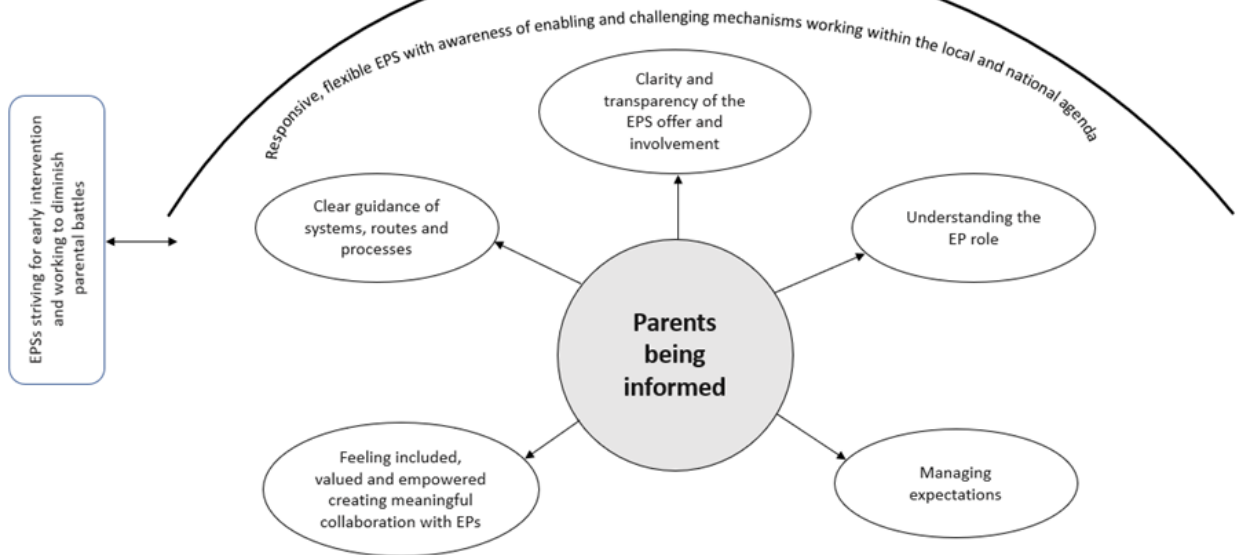 Responsive, flexible EPS with awareness of enabling and challenging mechanisms working within the local and national agenda
EPSs striving for early intervention
and working to diminish
parental battles
Clarity and
transparency of the
EPS offer and
involvement
Clear guidance of
systems, routes and
processes
Understanding the
EP role
Parents
being
informed
Feeling included,
valued and empowered
creating meaningful
collaboration with EPs
Managing
expectations